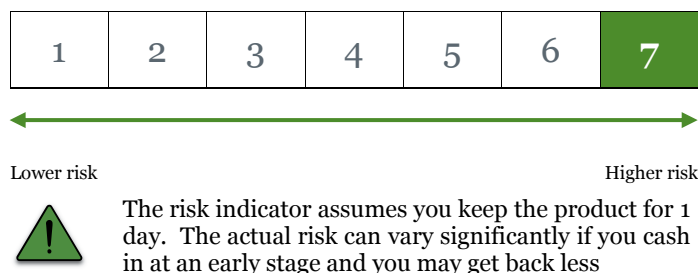 1 2 3 4 5 6 7
Lower risk Higher risk
The risk indicator assumes you keep the product for 1
day. The actual risk can vary significantly if you cash
in at an early stage and you may get back less